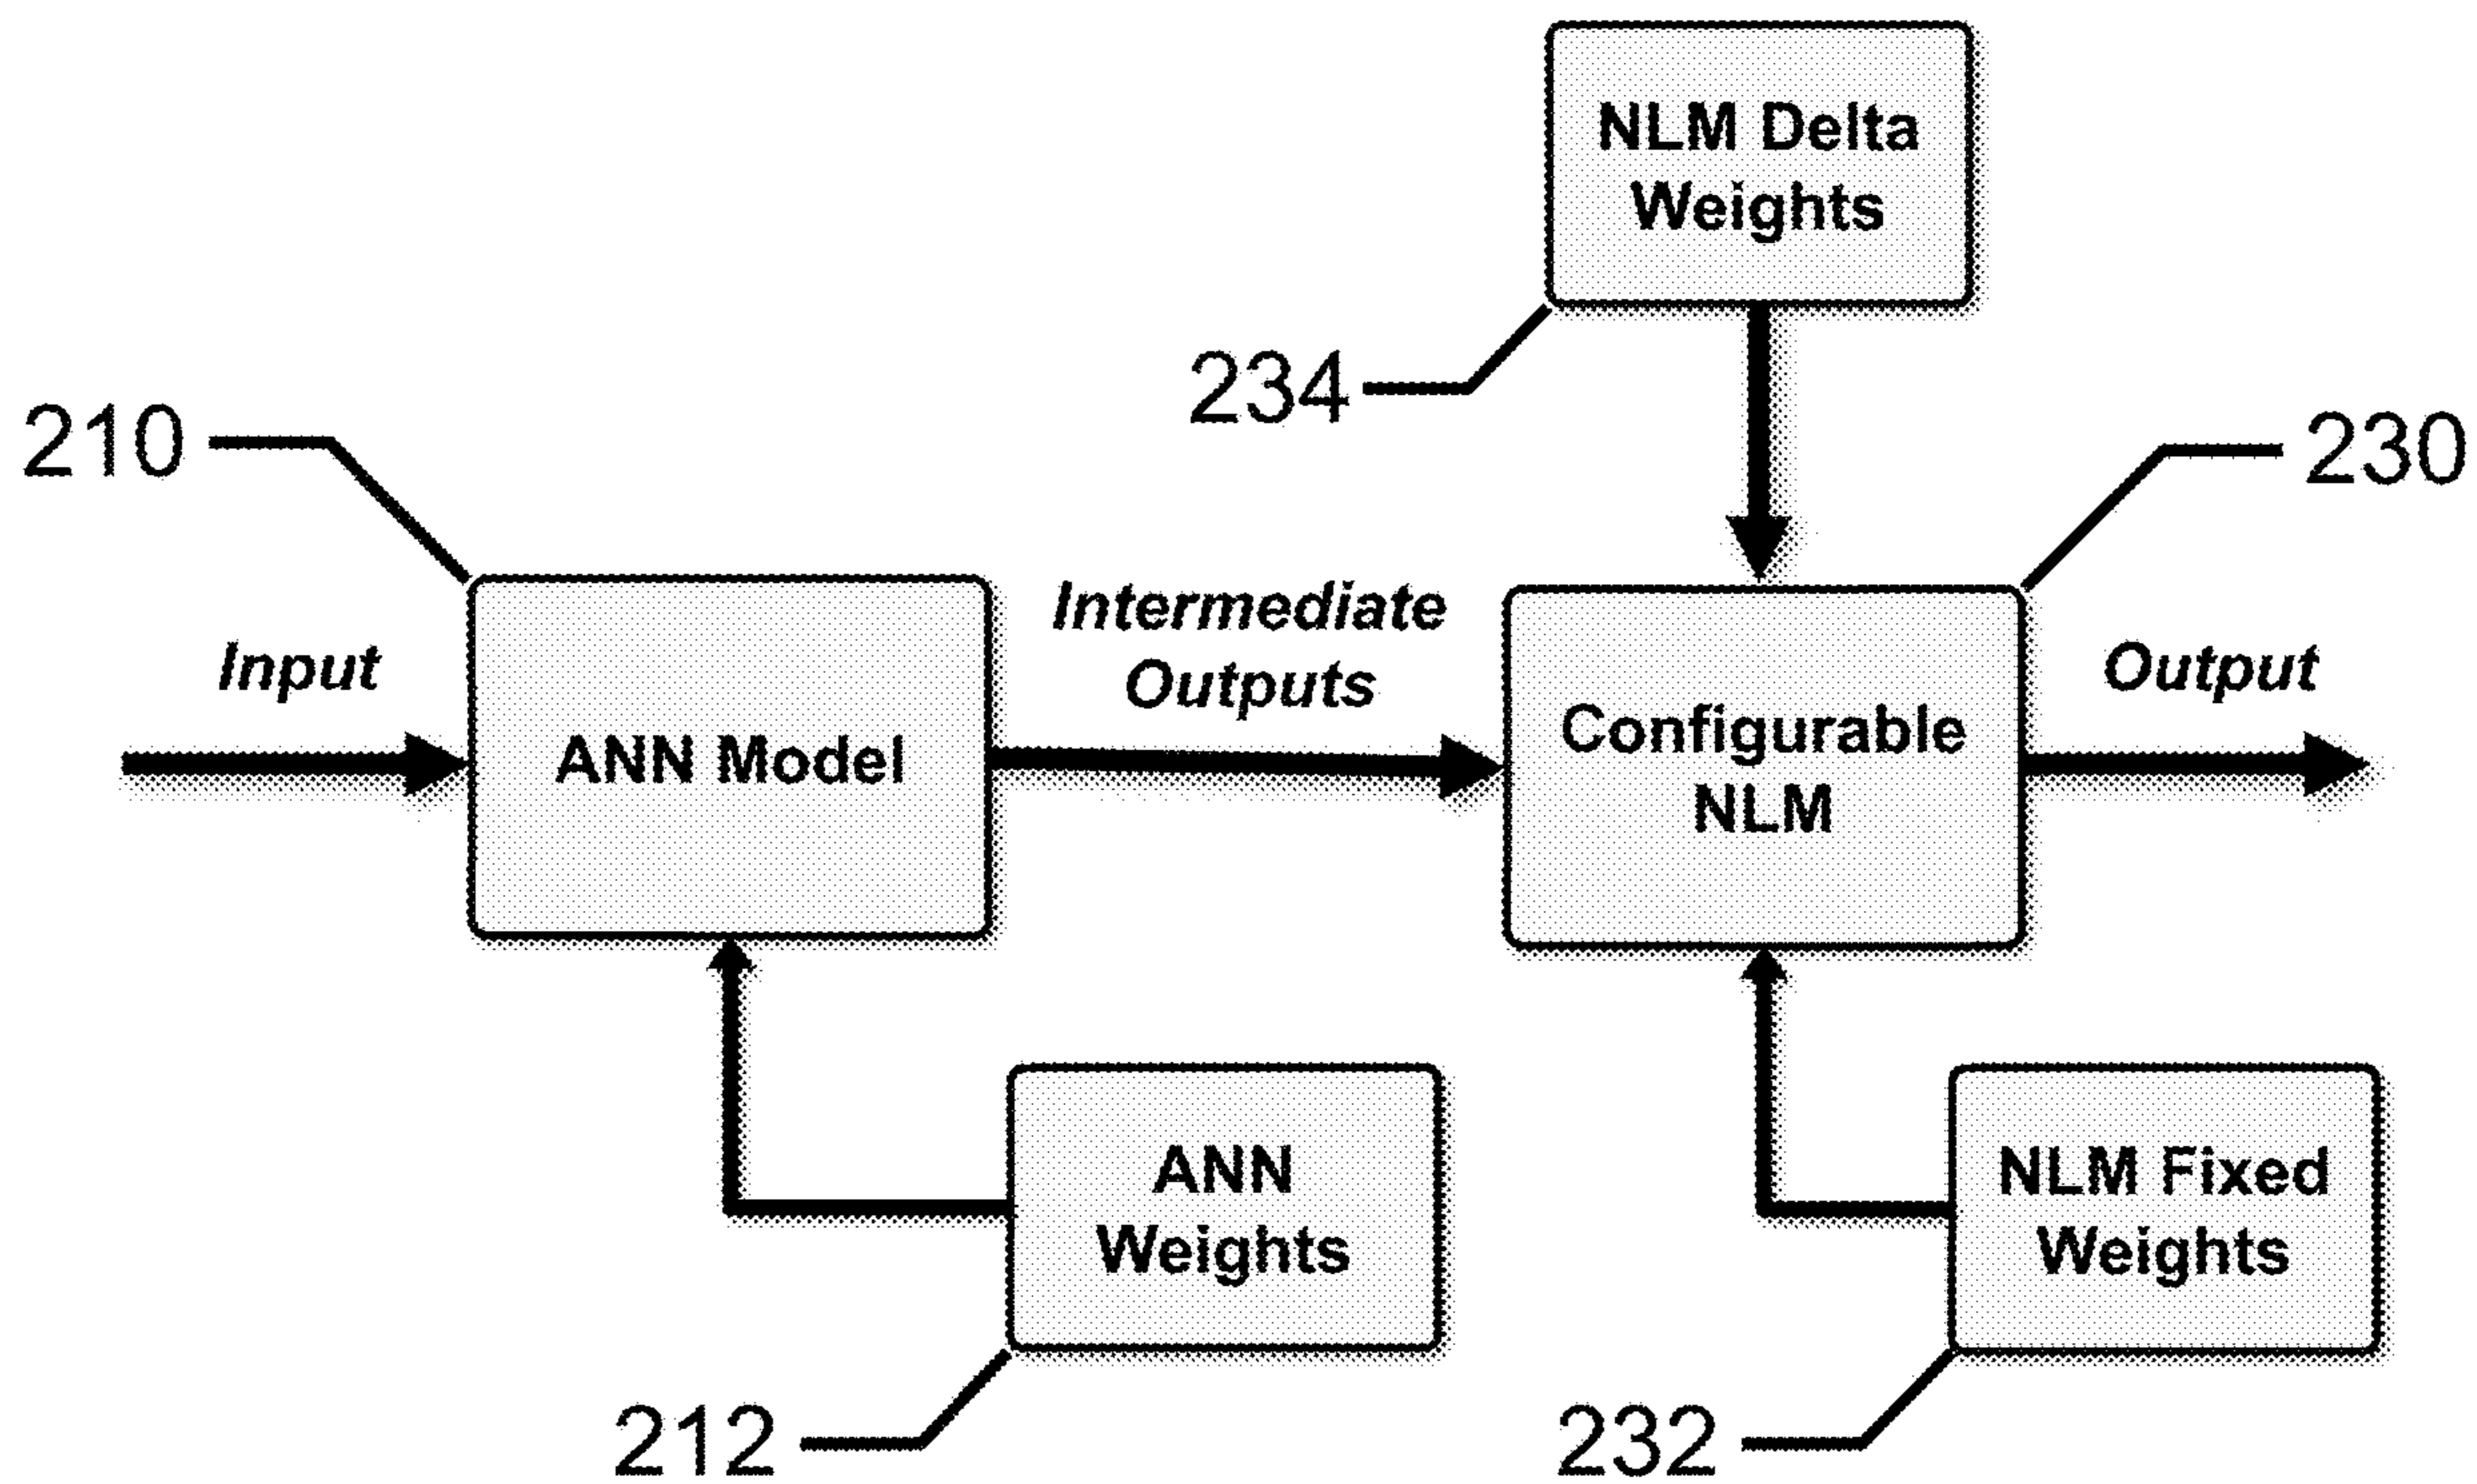 NLM Delta
Weights
234
210
230
Input
Intermediate
Outputs
Output
ANN Model
Configurable
NLM
ANN
Weights
NLM Fixed
Weights
212
232